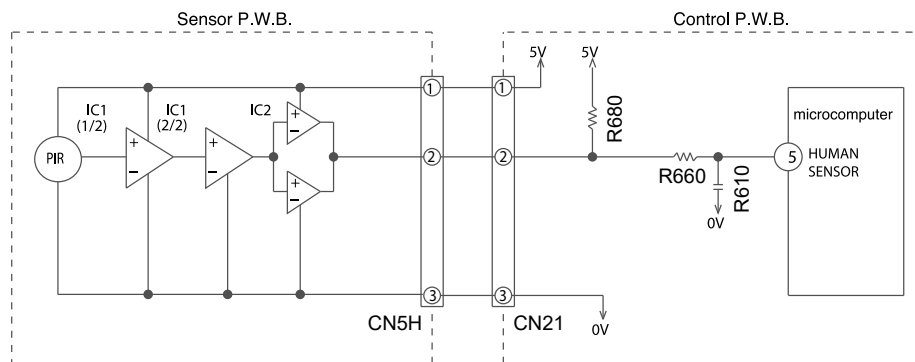 Sensor P.W.B.
Control P.W.B.
5V
5V
IC1
(1/2)
IC1
(2/2)
IC2
1
1
R680
microcomputer
PIR
+
−
+
−
+
−
+
−
2
2
R660
R610
5
HUMAN
SENSOR
0V
3
3
CN5H
CN21
0V